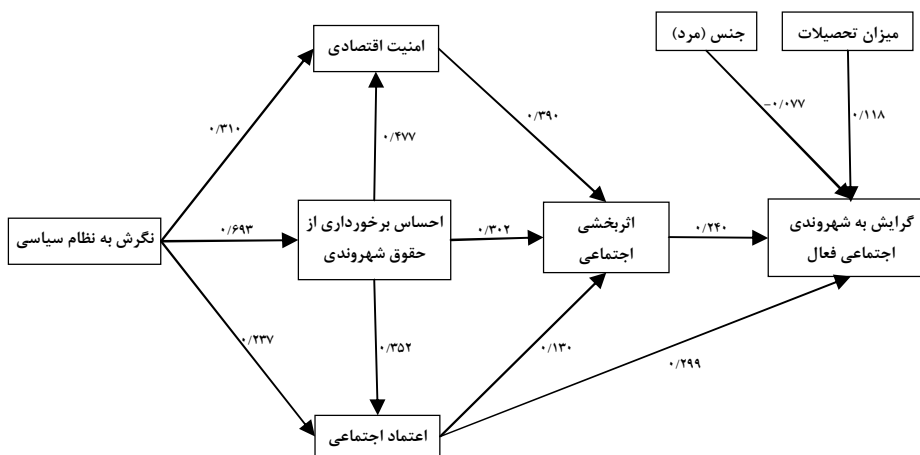 میزان تحصیلات
جنس (مرد)
امنیت اقتصادی
-۰/۰۷۷
۰/۱۱۸
۰/۳۹۰
۰/۳۱۰
۰/۴۷۷
گرایش به شهروندی
اجتماعی فعال
۰/۲۴۰
اثربخشی
اجتماعی
۰/۳۰۲
احساس برخورداری از
حقوق شهروندی
۰/۶۹۳
نگرش به نظام سیاسی
۰/۲۹۹
۰/۱۳۰
۰/۳۵۲
۰/۲۳۷
اعتماد اجتماعی